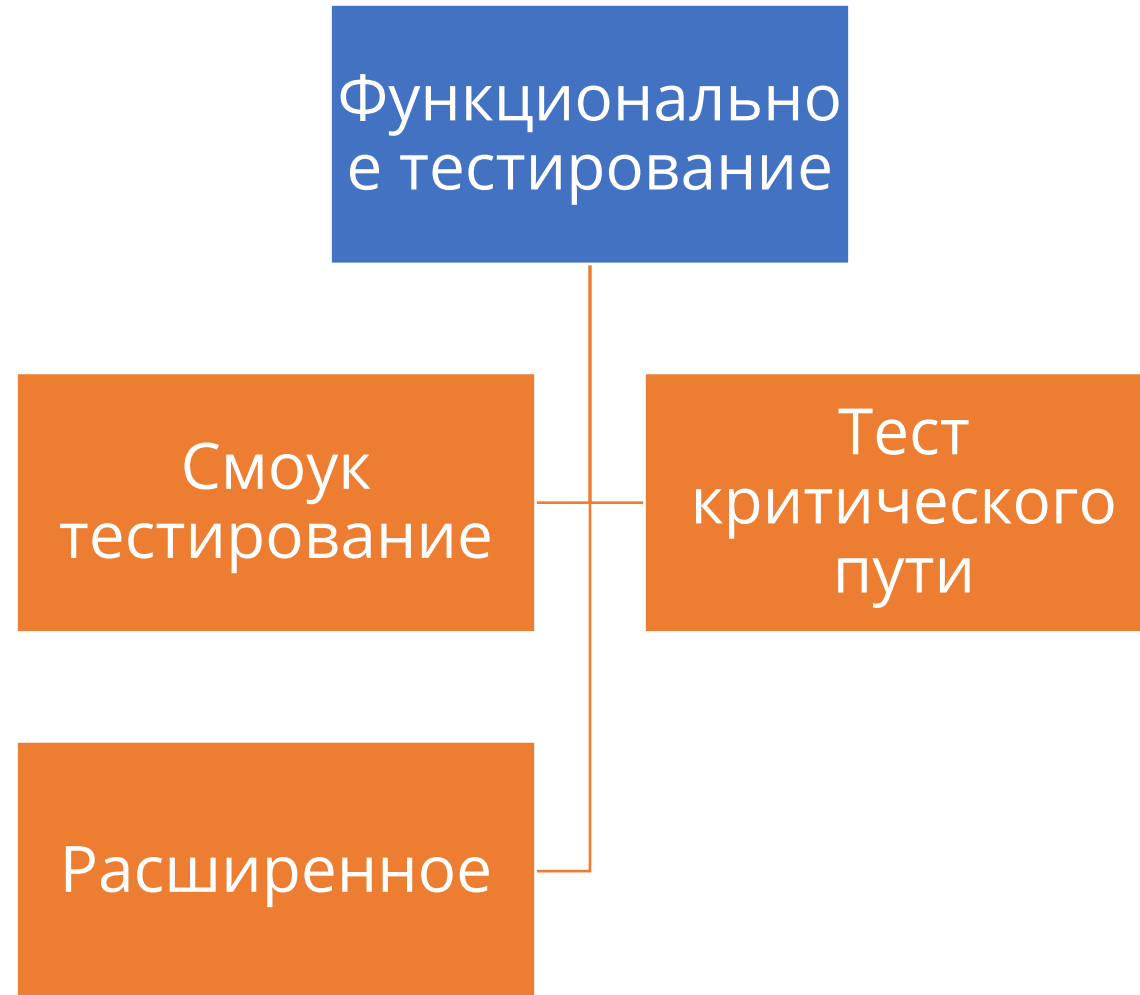 Функционально
е тестирование
Смоук
тестирование
Тест
критического
пути
Расширенное